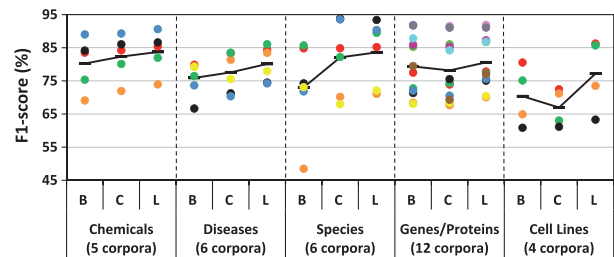 F1-score (%)
95
85
75
65
55
45
B C L B C L B C L B C L B C L
Chemicals Diseases Species Genes/Proteins Cell Lines
(5 corpora) (6 corpora) (6 corpora) (12 corpora) (4 corpora)